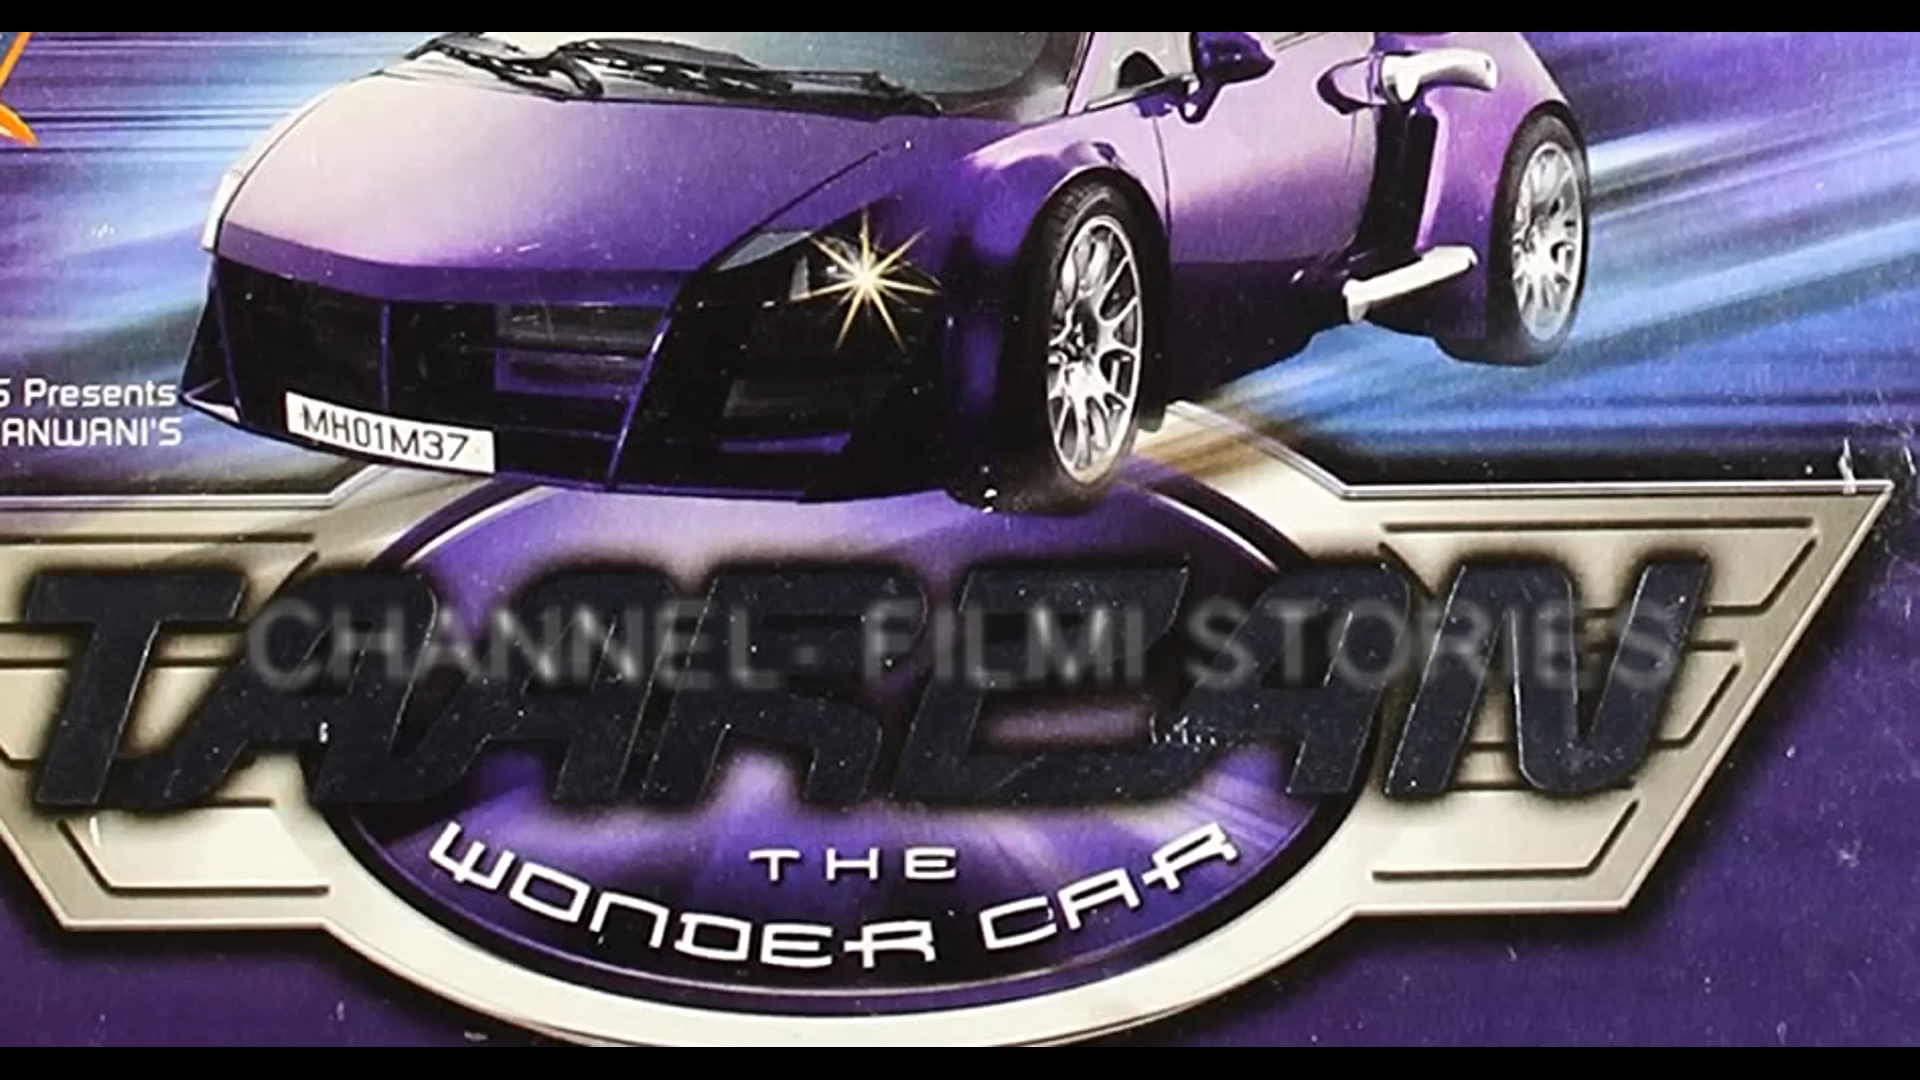 S Presents
ANWANI'S
MH01M37
TAARZAN
CHANNEL- FILMI STORIES
THE
WONDER CAR